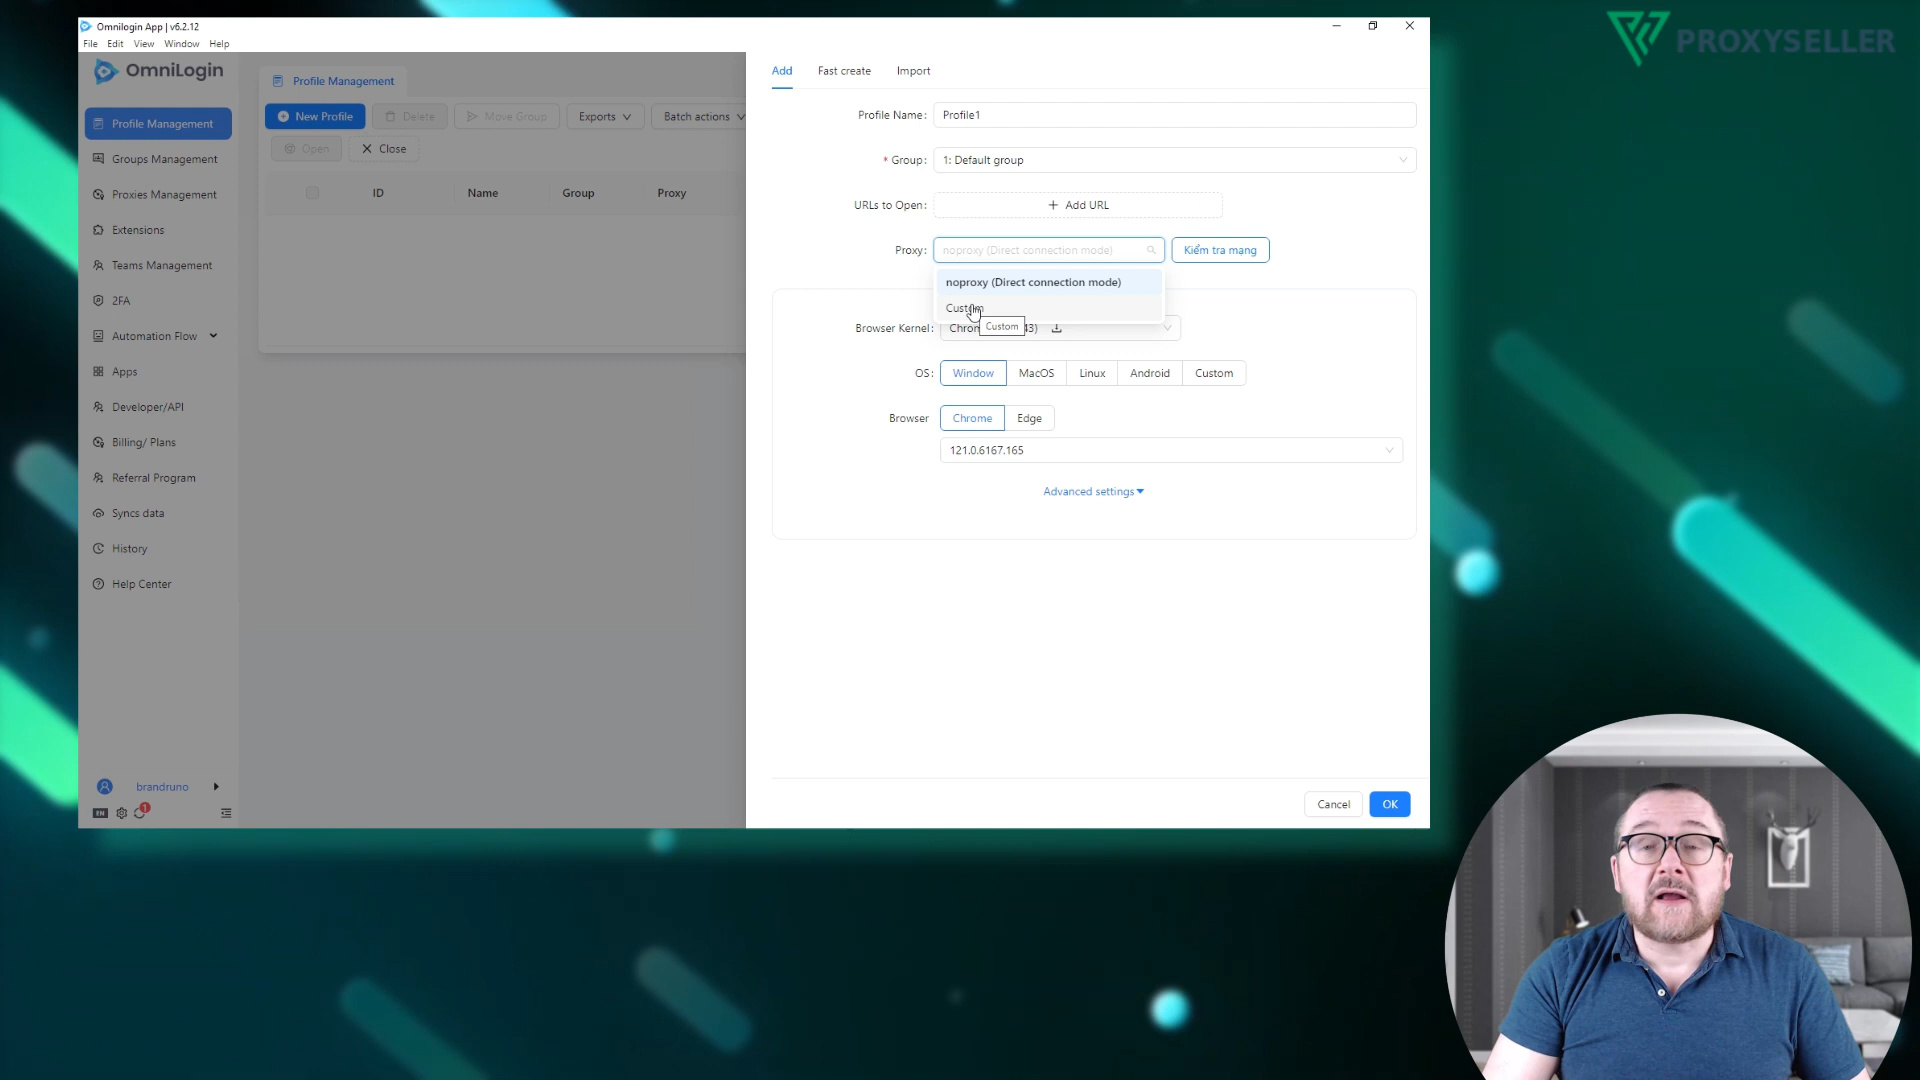 Omnilogin App | v6.2.12
File Edit View Window Help
OmniLogin
Profile Management
Groups Management
Proxies Management
Extensions
Teams Management
2FA
Automation Flow
Apps
Developer/API
Billing/ Plans
Referral Program
Syncs data
History
Help Center
brandruno
EN
1
Profile Management
New Profile Delete Move Group Exports Batch actions
Open Close
ID Name Group Proxy
Add Fast create Import
Profile Name: Profile1
* Group: 1: Default group
URLs to Open: + Add URL
Proxy: noproxy (Direct connection mode) Kiểm tra mạng
noproxy (Direct connection mode)
Custom
Custom
Browser Kernel: Chrom 43)
OS: Window MacOS Linux Android Custom
Browser Chrome Edge
121.0.6167.165
Advanced settings
Cancel OK
PROXYSELLER